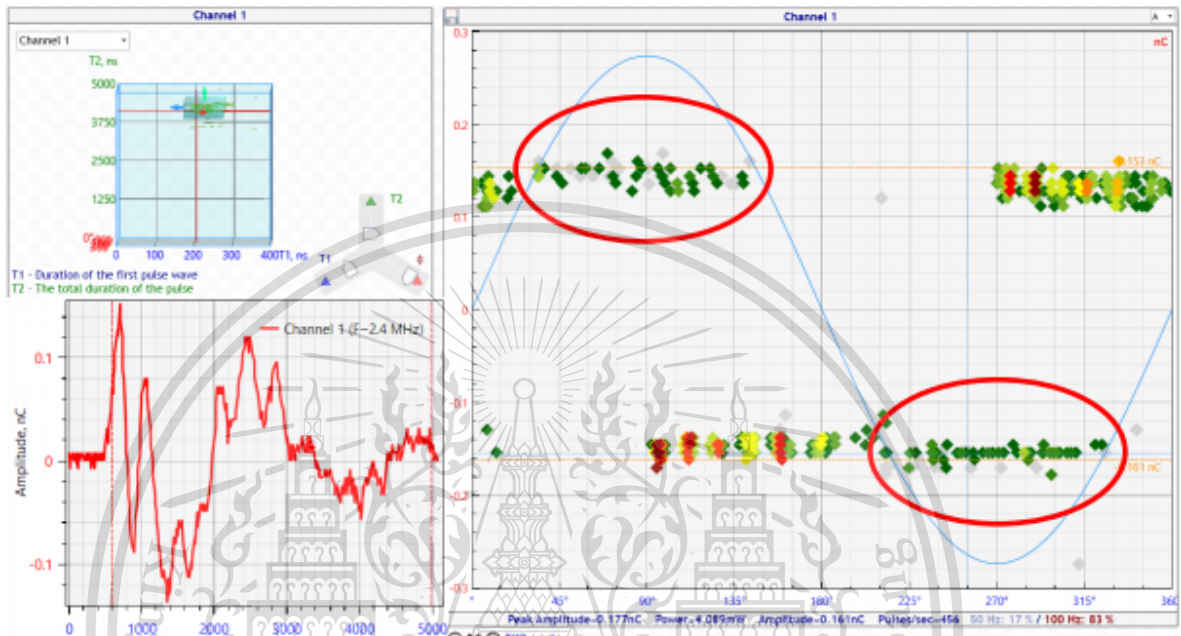 Channel 1
Channel 1
T2, ns
5000
3750
2500
1250
0 100 200 300 400T1, ns
T1 - Duration of the first pulse wave
T2 - The total duration of the pulse
T2
T1
ϕ
Channel 1 (F~2.4 MHz)
Amplitude, nC
0.1
0
-0.1
0 1000 2000 3000 4000 5000
Channel 1
A
nC
0.3
0.2
0.1
0.
-0.1
-0.2
-0.3
153 nC
161 nC
45° 90° 135° 180° 225° 270° 315° 360
Peak Amplitude=0.177nC Power=4.089mW Amplitude=0.161nC Pulses/sec=456 50 Hz: 17 % / 100 Hz: 83 %